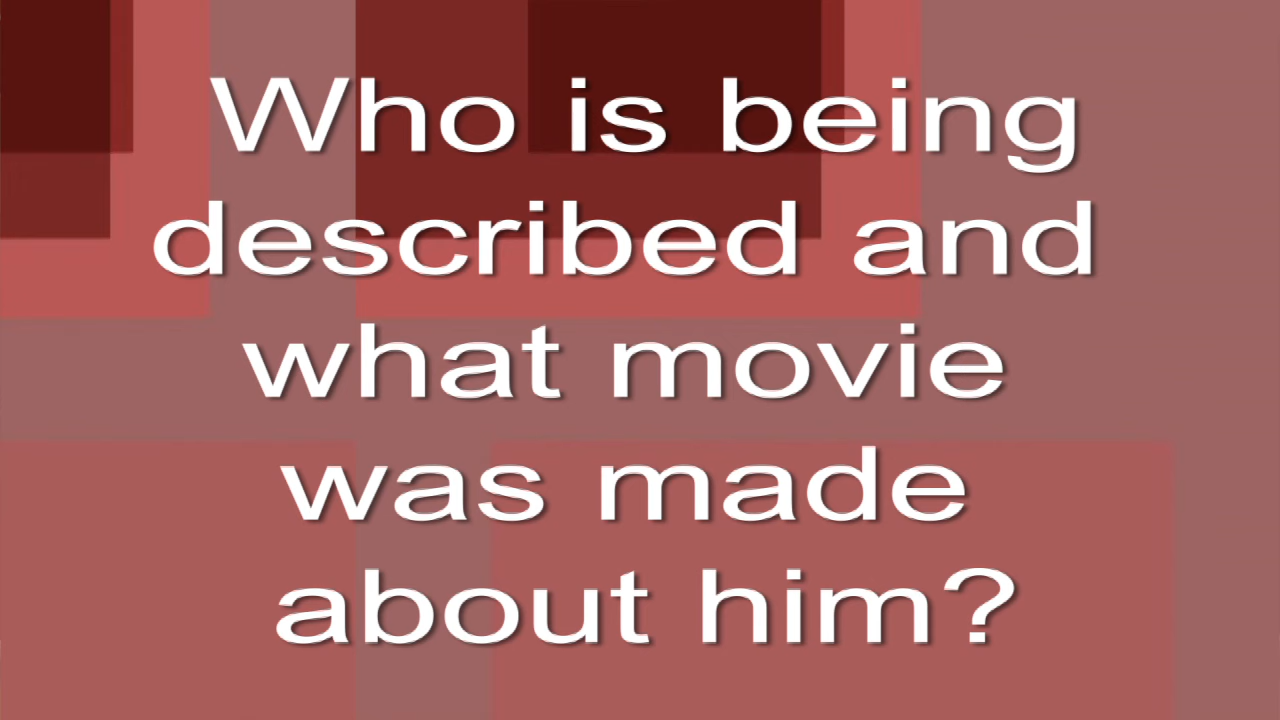 Who is being
described and
what movie
was made
about him?